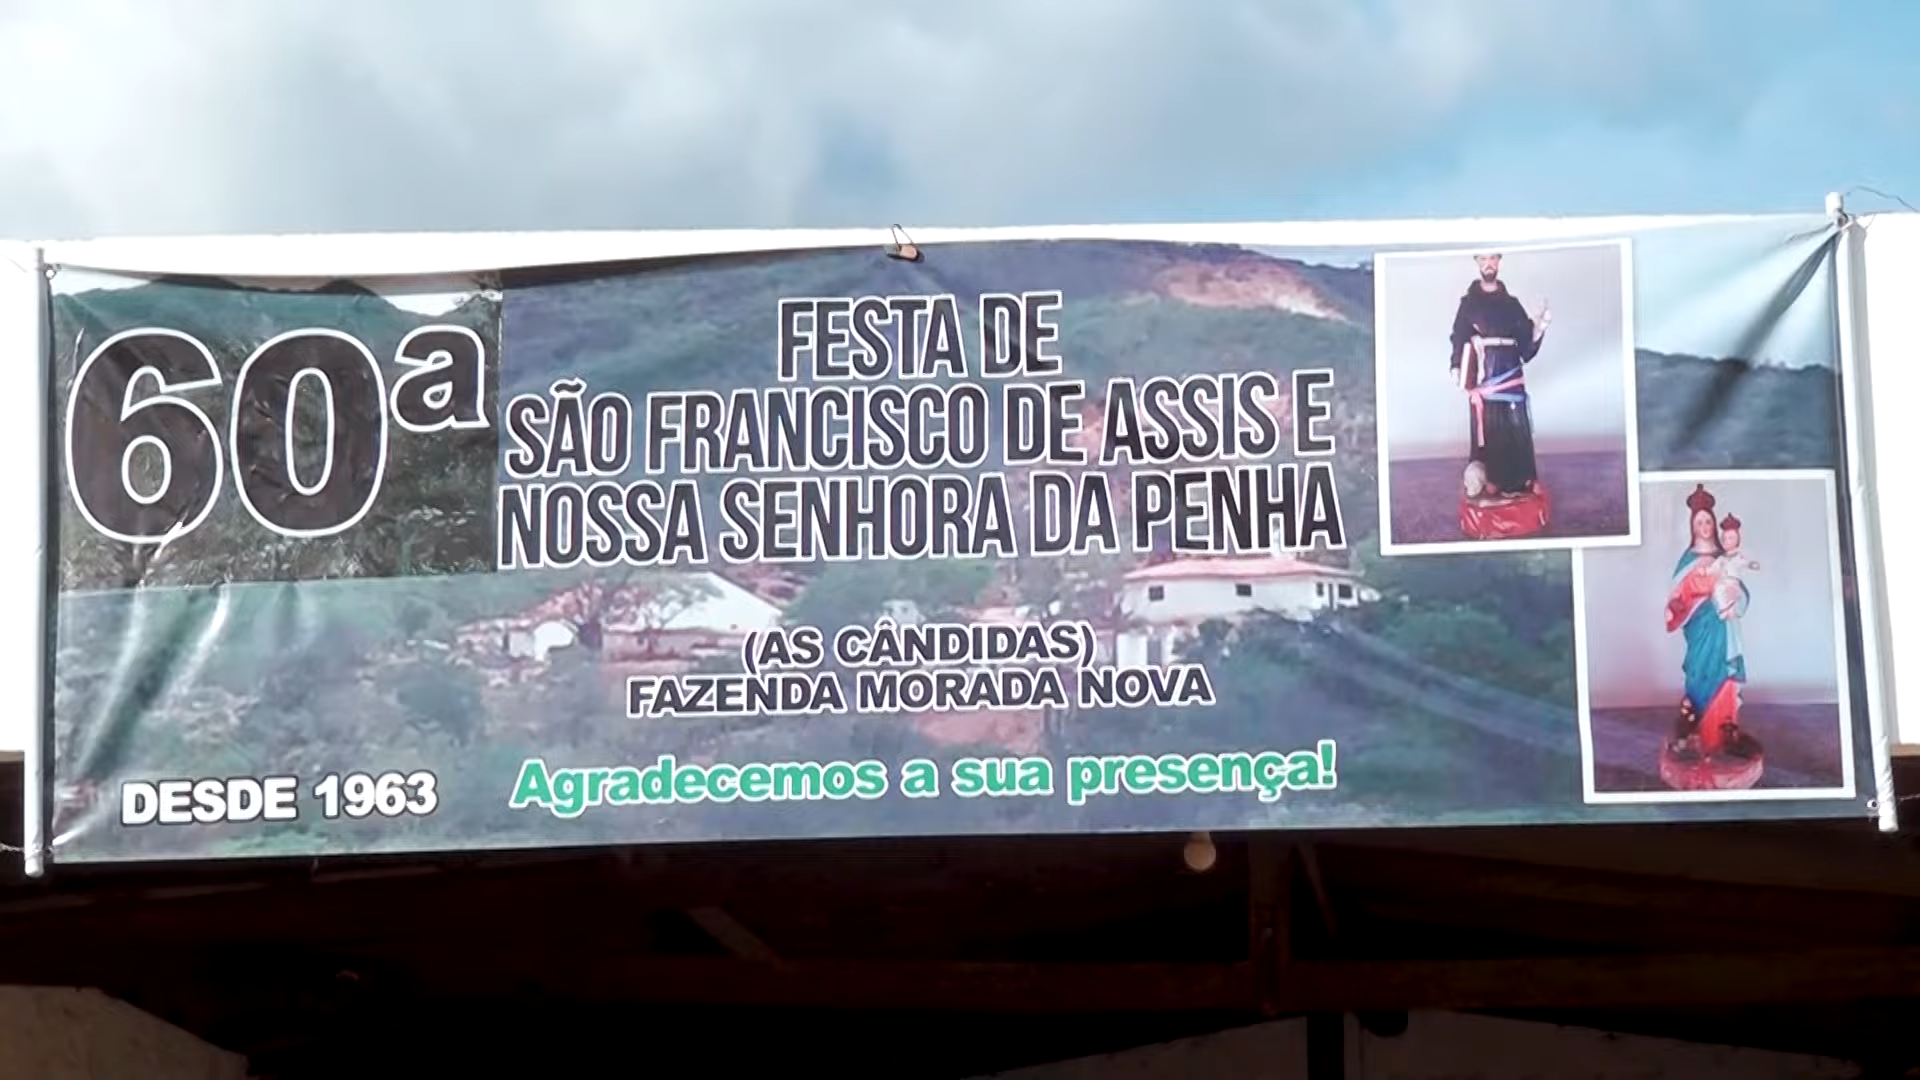 60ª
FESTA DE
SÃO FRANCISCO DE ASSIS E
NOSSA SENHORA DA PENHA
(AS CÂNDIDAS)
FAZENDA MORADA NOVA
DESDE 1963
Agradecemos a sua presença!